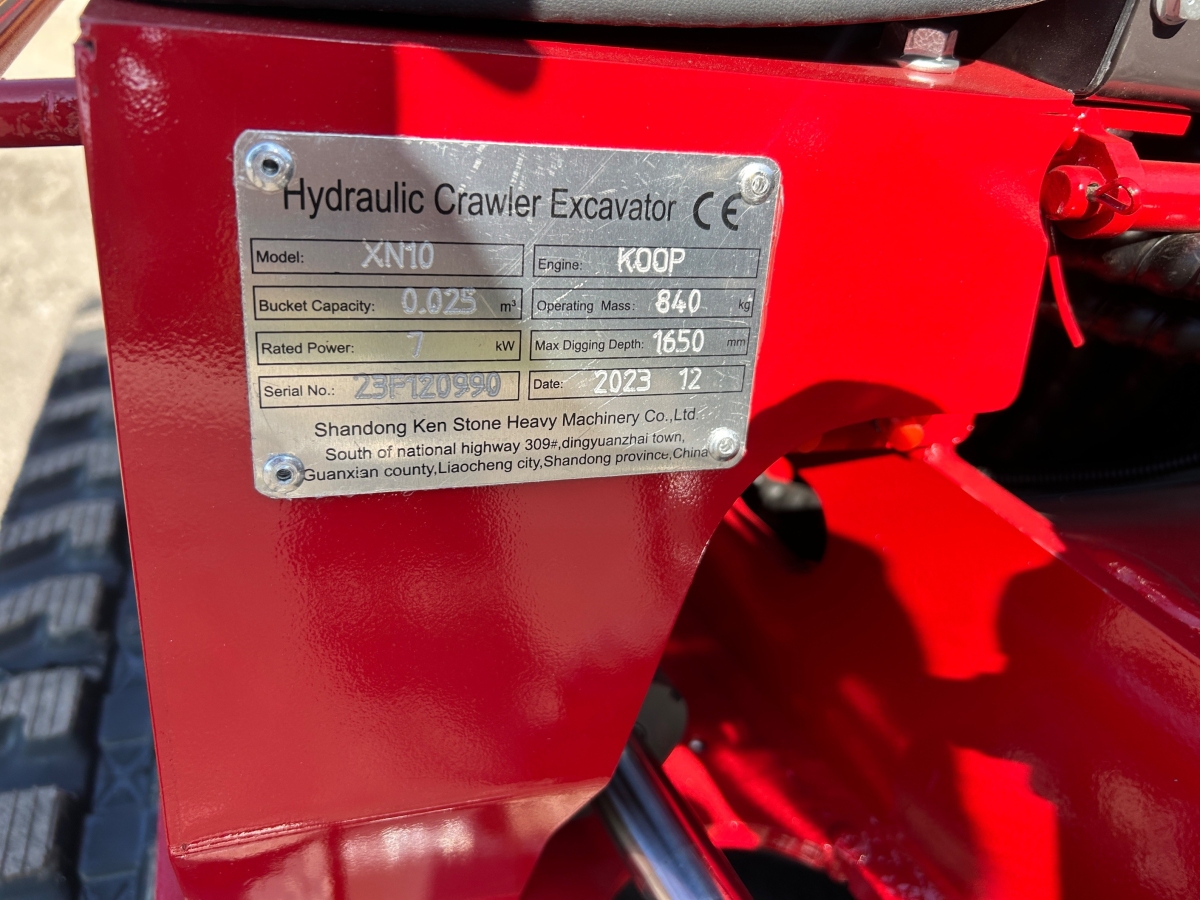 Hydraulic Crawler Excavator CE
Model: XN10 Engine: KOOP
Bucket Capacity: 0.025 m³ Operating Mass: 840 kg
Rated Power: 7 kW Max Digging Depth: 1650 mm
Serial No.: 23F120990 Date: 2023 12
Shandong Ken Stone Heavy Machinery Co.,Ltd.
South of national highway 309#,dingyuanzhai town,
Guanxian county,Liaocheng city,Shandong province,China